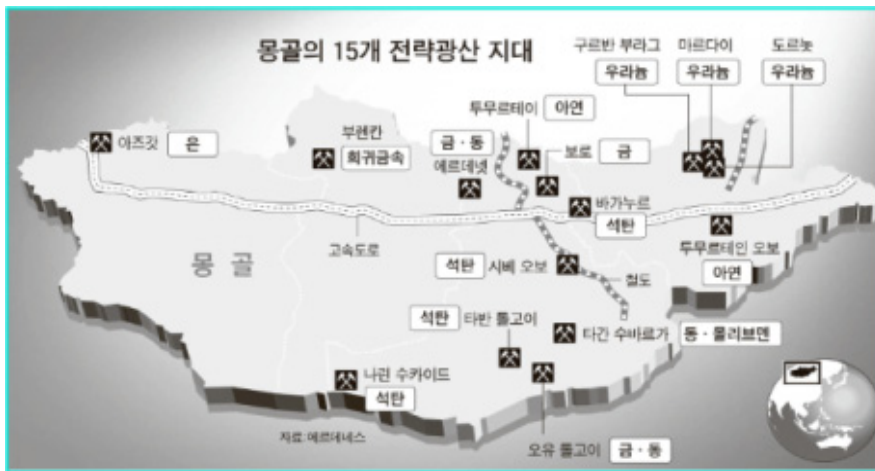 몽골의 15개 전략광산 지대
구르반 부라그
우라늄
마르다이
우라늄
도르놋
우라늄
투무르테이
아연
아즈깃
은
부렌칸
희귀금속
금·동
에르데넷
보로
금
바가누르
석탄
고속도로
몽골
석탄
시베 오보
철도
투무르테인 오보
아연
석탄
타반 톨고이
타간 수바르가
동·몰리브덴
나린 수카이드
석탄
자료:에르데네스
오유 톨고이
금·동